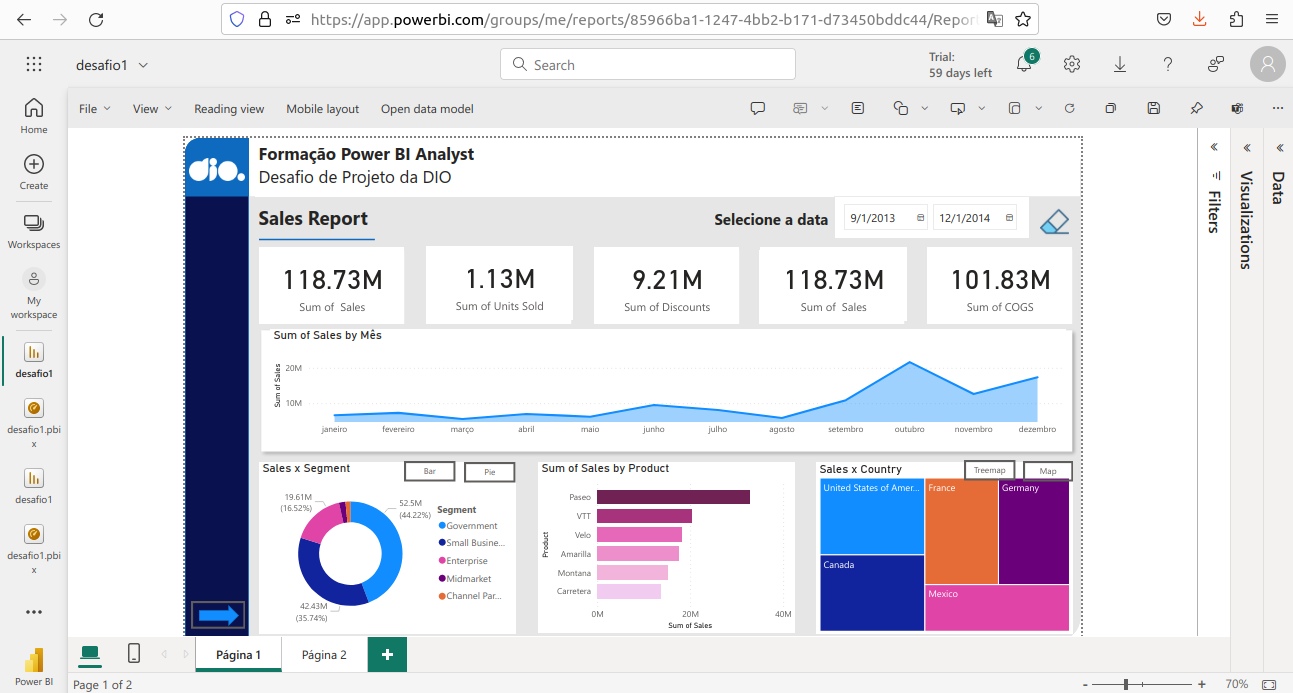 https://app.powerbi.com/groups/me/reports/85966ba1-1247-4bb2-b171-d73450bddc44/Repor
desafio1
Search
Trial:
59 days left
6
File
View
Reading view
Mobile layout
Open data model
Home
Create
Workspaces
My
workspace
desafio1
desafio1.pbi
x
desafio1
desafio1.pbi
x
Power BI
dio.
Formação Power BI Analyst
Desafio de Projeto da DIO
Sales Report
Selecione a data
9/1/2013
12/1/2014
118.73M
Sum of Sales
1.13M
Sum of Units Sold
9.21M
Sum of Discounts
118.73M
Sum of Sales
101.83M
Sum of COGS
Sum of Sales by Mês
Sum of Sales
20M
10M
janeiro
fevereiro
março
abril
maio
junho
julho
agosto
setembro
outubro
novembro
dezembro
Sales x Segment
Bar
Pie
19.61M
(16.52%)
52.5M
(44.22%)
42.43M
(35.74%)
Segment
Government
Small Busine...
Enterprise
Midmarket
Channel Par...
Sum of Sales by Product
Product
Paseo
VTT
Velo
Amarilla
Montana
Carretera
0M
20M
40M
Sum of Sales
Sales x Country
Treemap
Map
United States of Amer...
France
Germany
Canada
Mexico
Filters
Visualizations
Data
Página 1
Página 2
+
Page 1 of 2
-
+
70%